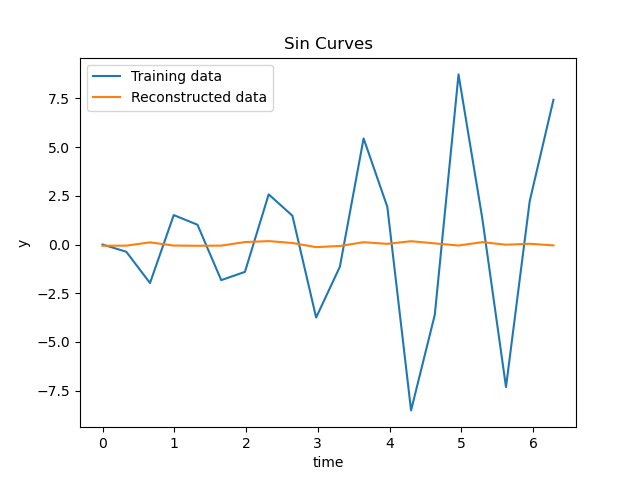 Sin Curves
Training data
Reconstructed data
7.5
5.0
2.5
0.0
−2.5
−5.0
−7.5
y
0 1 2 3 4 5 6
time